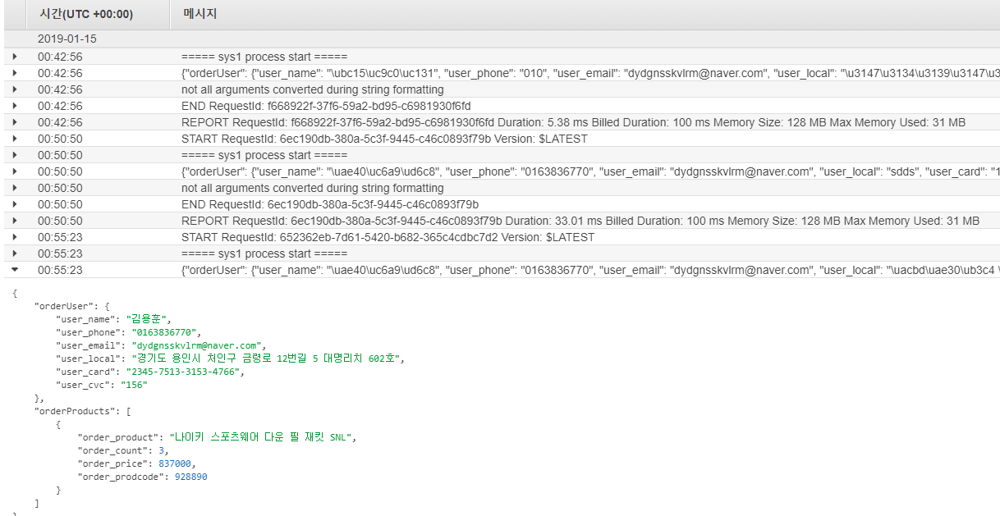 시간(UTC +00:00) 메시지
2019-01-15
00:42:56 ===== sys1 process start =====
00:42:56 {"orderUser": {"user_name": "\ubc15\uc9c0\uc131", "user_phone": "010", "user_email": "dydgnsskvlrm@naver.com", "user_local": "\u3147\u3134\u3139\u3147\u3
00:42:56 not all arguments converted during string formatting
00:42:56 END RequestId: f668922f-37f6-59a2-bd95-c6981930f6fd
00:42:56 REPORT RequestId: f668922f-37f6-59a2-bd95-c6981930f6fd Duration: 5.38 ms Billed Duration: 100 ms Memory Size: 128 MB Max Memory Used: 31 MB
00:50:50 START RequestId: 6ec190db-380a-5c3f-9445-c46c0893f79b Version: $LATEST
00:50:50 ===== sys1 process start =====
00:50:50 {"orderUser": {"user_name": "\uae40\uc6a9\ud6c8", "user_phone": "0163836770", "user_email": "dydgnsskvlrm@naver.com", "user_local": "sdds", "user_card": "1
00:50:50 not all arguments converted during string formatting
00:50:50 END RequestId: 6ec190db-380a-5c3f-9445-c46c0893f79b
00:50:50 REPORT RequestId: 6ec190db-380a-5c3f-9445-c46c0893f79b Duration: 33.01 ms Billed Duration: 100 ms Memory Size: 128 MB Max Memory Used: 31 MB
00:55:23 START RequestId: 652362eb-7d61-5420-b682-365c4cdbc7d2 Version: $LATEST
00:55:23 ===== sys1 process start =====
00:55:23 {"orderUser": {"user_name": "\uae40\uc6a9\ud6c8", "user_phone": "0163836770", "user_email": "dydgnsskvlrm@naver.com", "user_local": "\uacbd\uae30\ub3c4 \
{
"orderUser": {
"user_name": "김용훈",
"user_phone": "0163836770",
"user_email": "dydgnsskvlrm@naver.com",
"user_local": "경기도 용인시 처인구 금령로 12번길 5 대명리치 602호",
"user_card": "2345-7513-3153-4766",
"user_cvc": "156"
},
"orderProducts": [
{
"order_product": "나이키 스포츠웨어 다운 필 재킷 SNL",
"order_count": 3,
"order_price": 837000,
"order_prodcode": 928890
}
]
}